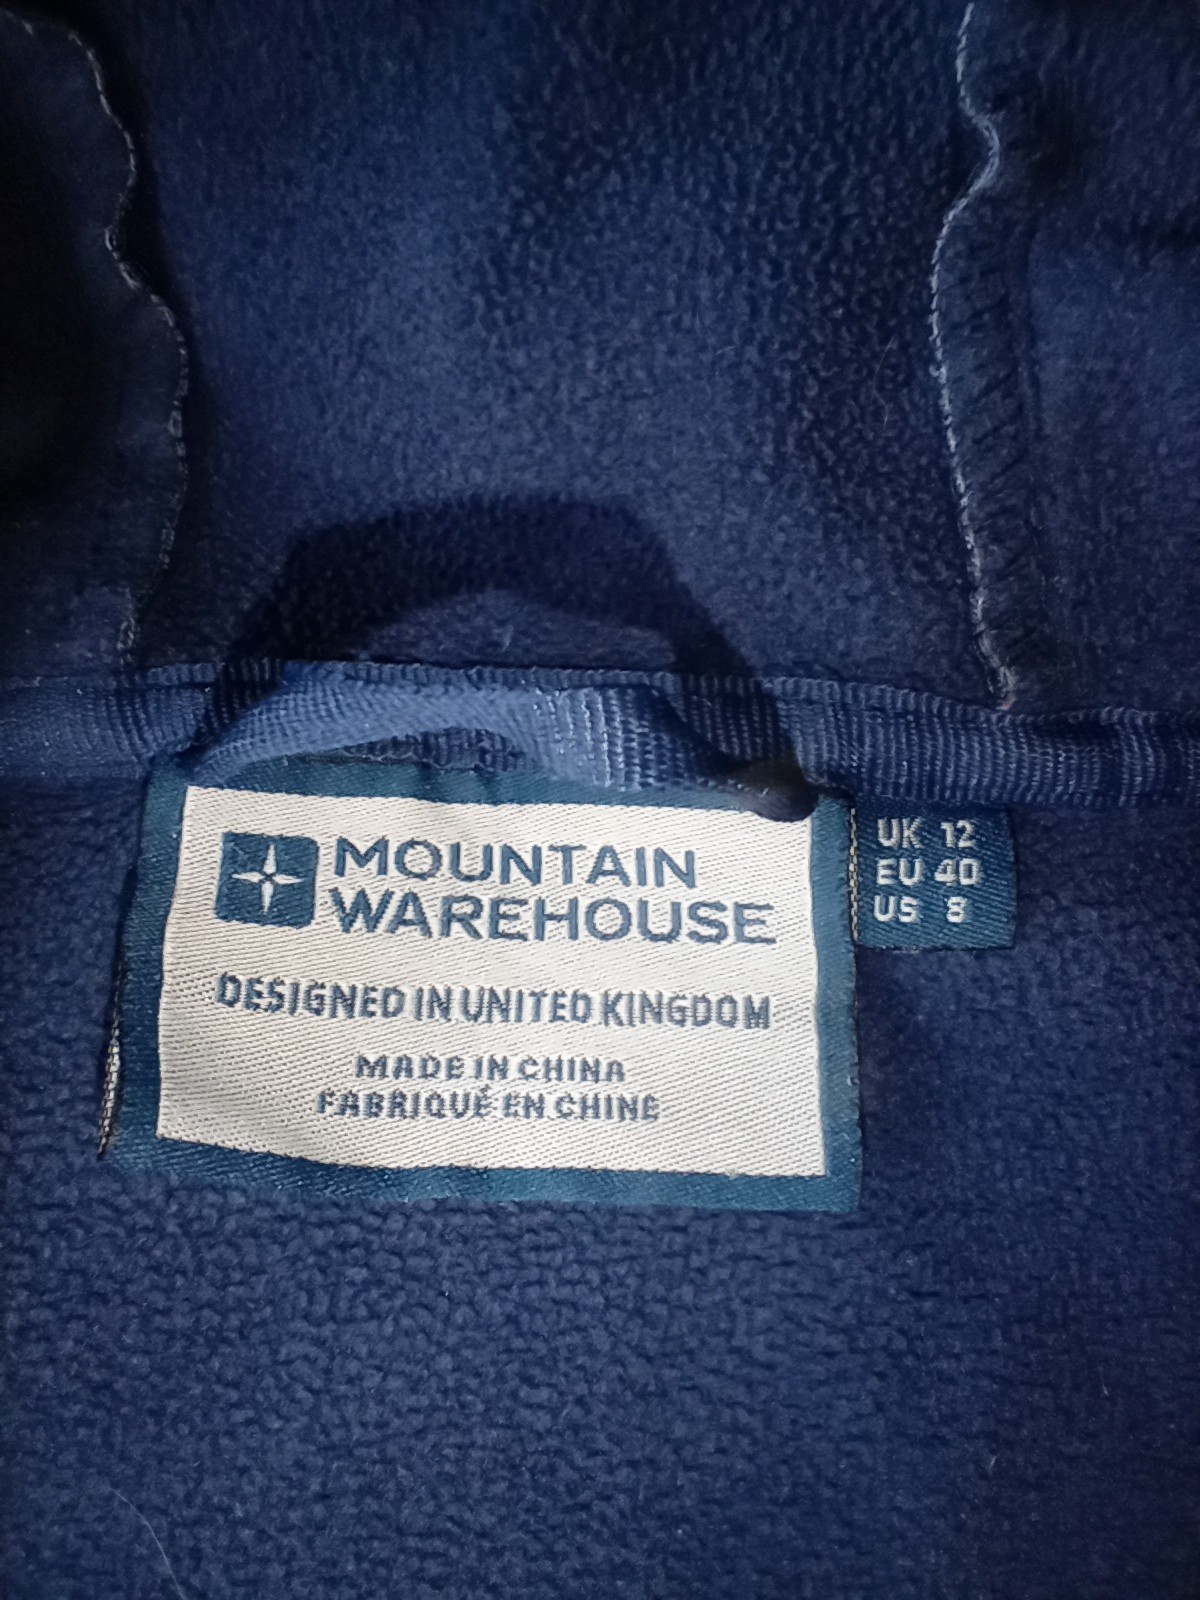 MOUNTAIN
WAREHOUSE
DESIGNED IN UNITED KINGDOM
MADE IN CHINA
FABRIQUÉ EN CHINE
UK 12
EU 40
US 8